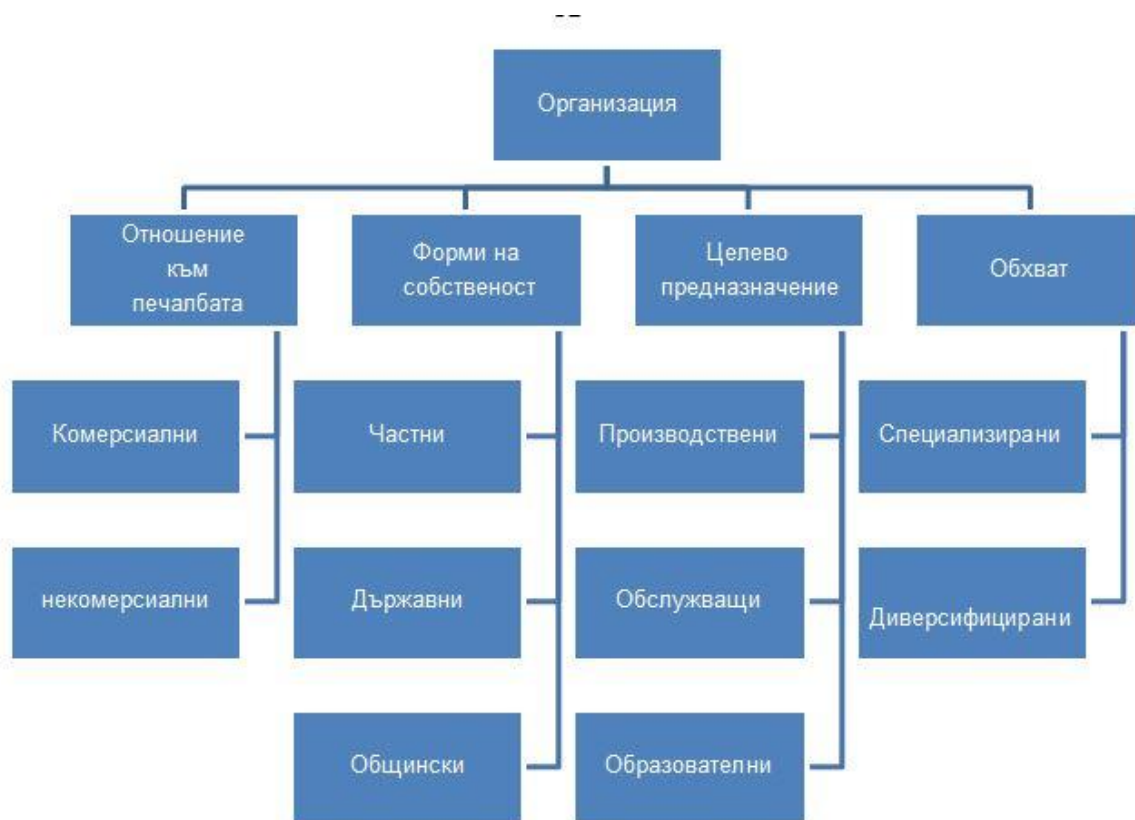 Организация
Отношение
към
печалбата
Форми на
собственост
Целево
предназначение
Обхват
Комерсиални
Частни
Производствени
Специализирани
некомерсиални
Държавни
Обслужващи
Диверсифицирани
Общински
Образователни